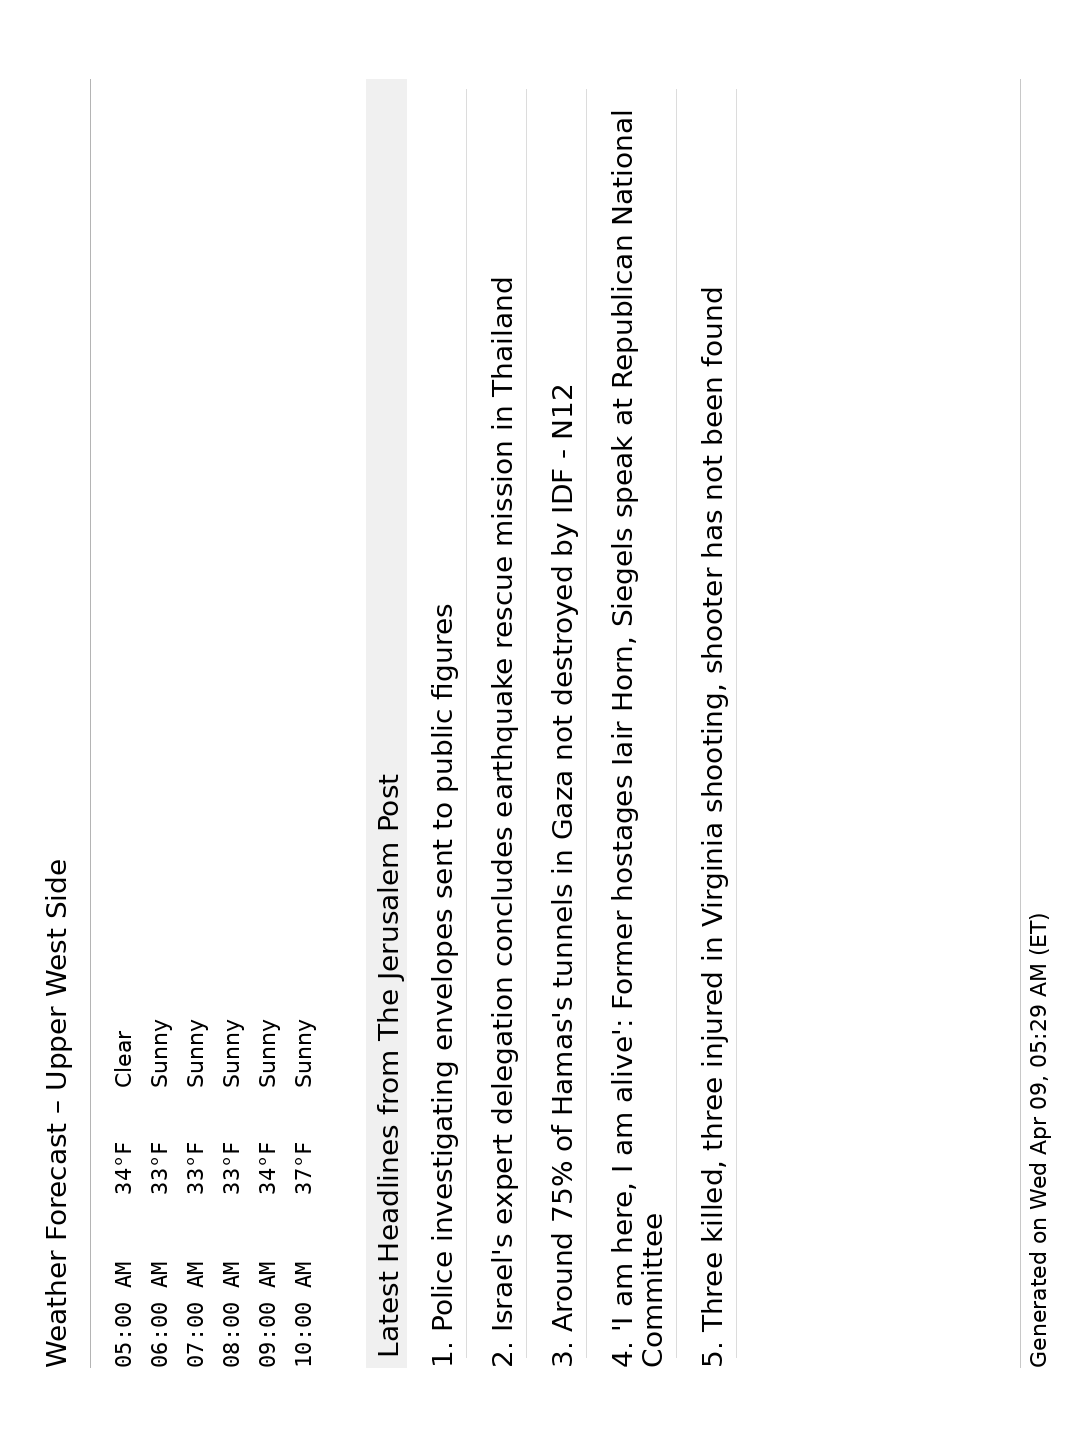 Weather Forecast – Upper West Side
05:00 AM 34°F Clear
06:00 AM 33°F Sunny
07:00 AM 33°F Sunny
08:00 AM 33°F Sunny
09:00 AM 34°F Sunny
10:00 AM 37°F Sunny
Latest Headlines from The Jerusalem Post
1. Police investigating envelopes sent to public figures
2. Israel's expert delegation concludes earthquake rescue mission in Thailand
3. Around 75% of Hamas's tunnels in Gaza not destroyed by IDF - N12
4. 'I am here, I am alive': Former hostages Iair Horn, Siegels speak at Republican National
Committee
5. Three killed, three injured in Virginia shooting, shooter has not been found
Generated on Wed Apr 09, 05:29 AM (ET)